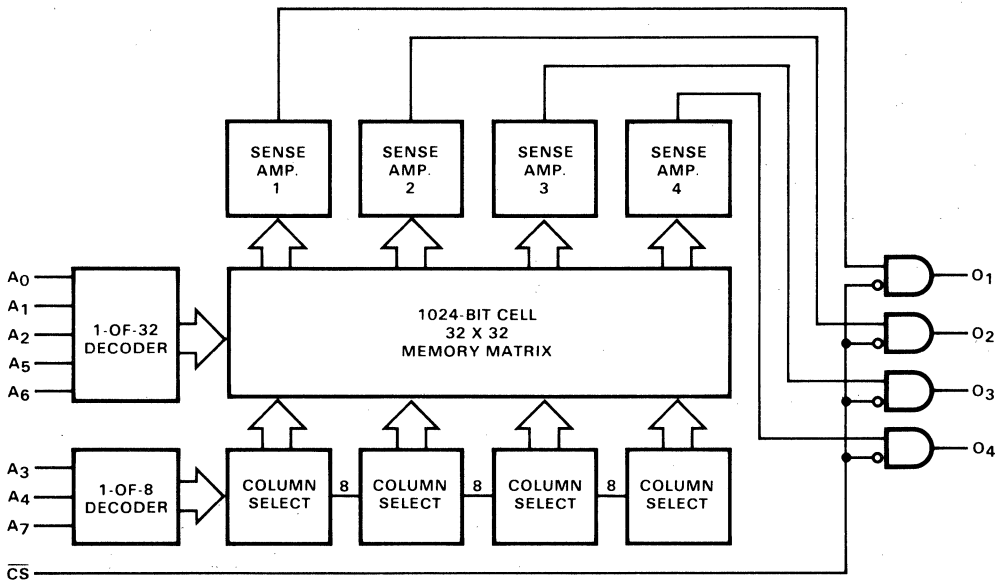 SENSE
AMP.
1
SENSE
AMP.
2
SENSE
AMP.
3
SENSE
AMP.
4
A0
A1
A2
A5
A6
1-OF-32
DECODER
1024-BIT CELL
32 X 32
MEMORY MATRIX
O1
O2
O3
O4
A3
A4
A7
1-OF-8
DECODER
COLUMN
SELECT
8
COLUMN
SELECT
8
COLUMN
SELECT
8
COLUMN
SELECT
C̅S̅